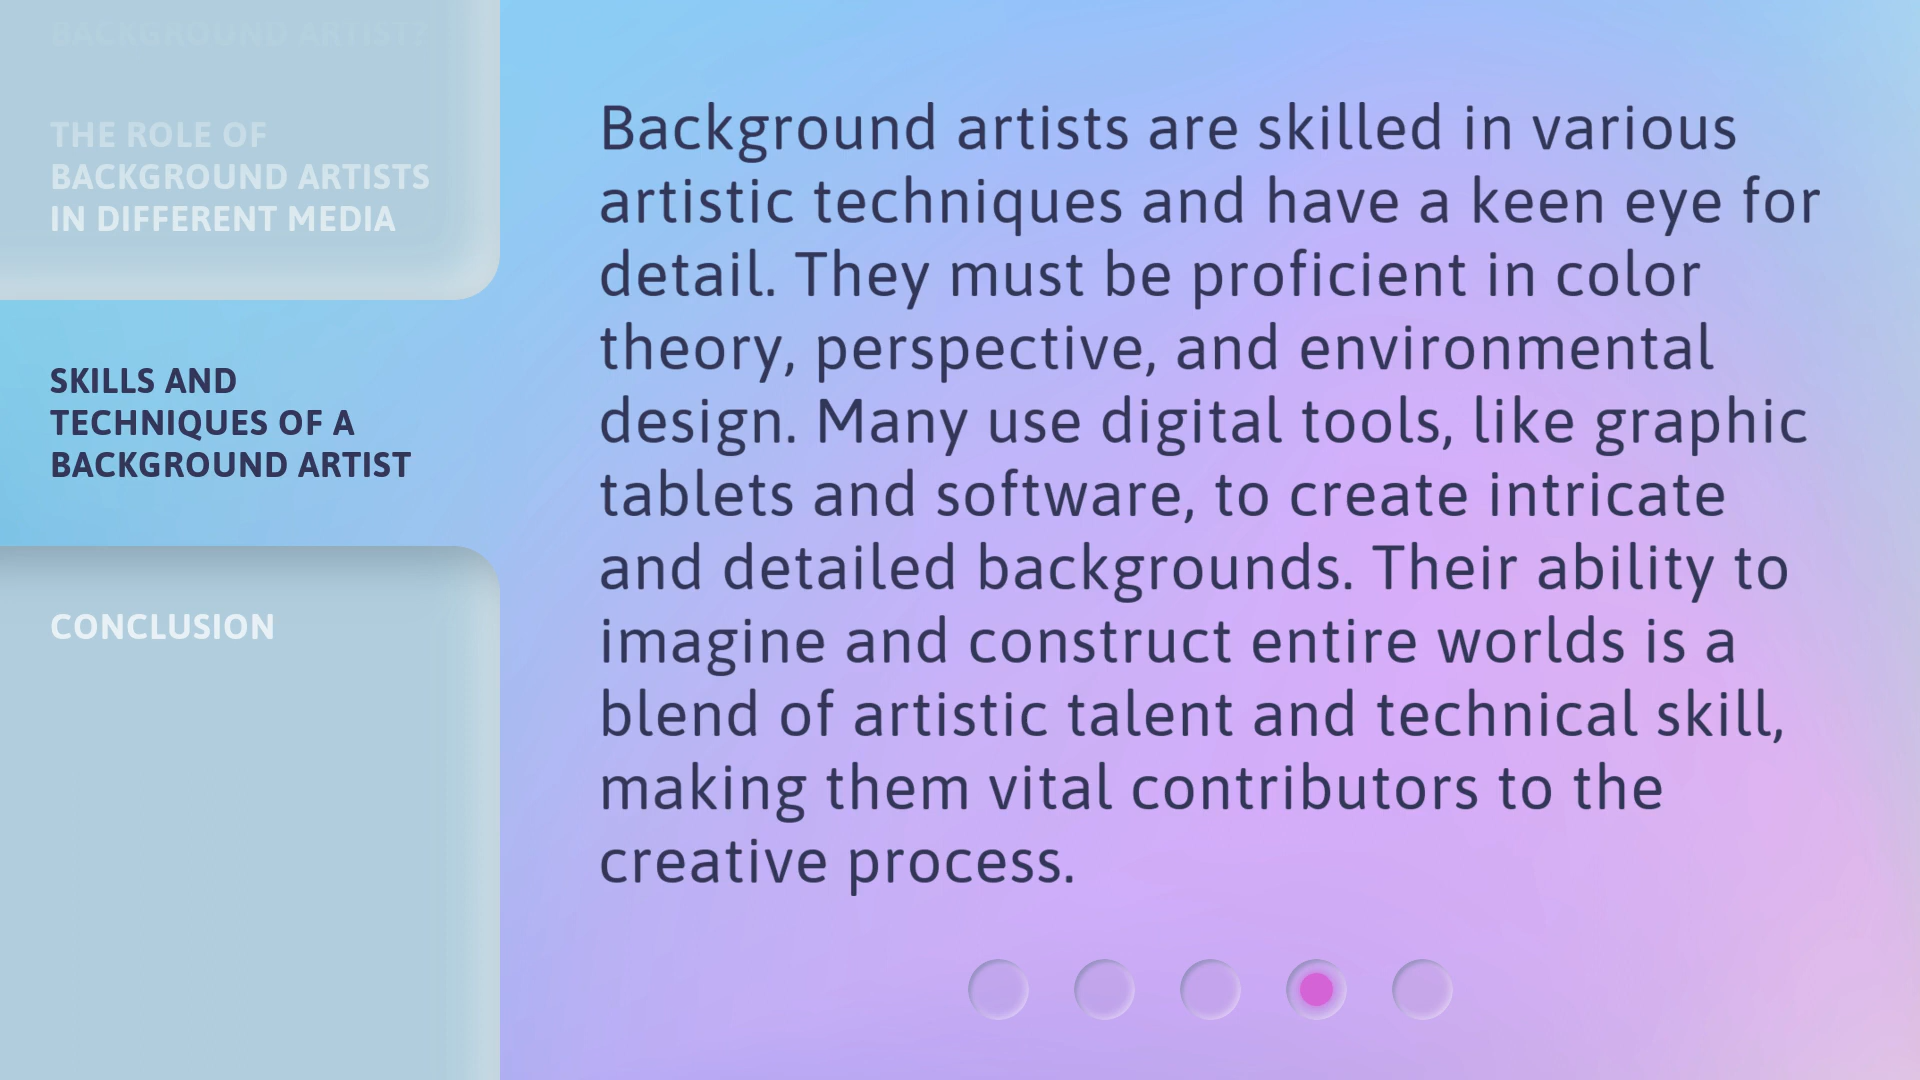 BACKGROUND ARTIST?
THE ROLE OF
BACKGROUND ARTISTS
IN DIFFERENT MEDIA
SKILLS AND
TECHNIQUES OF A
BACKGROUND ARTIST
CONCLUSION
Background artists are skilled in various
artistic techniques and have a keen eye for
detail. They must be proficient in color
theory, perspective, and environmental
design. Many use digital tools, like graphic
tablets and software, to create intricate
and detailed backgrounds. Their ability to
imagine and construct entire worlds is a
blend of artistic talent and technical skill,
making them vital contributors to the
creative process.